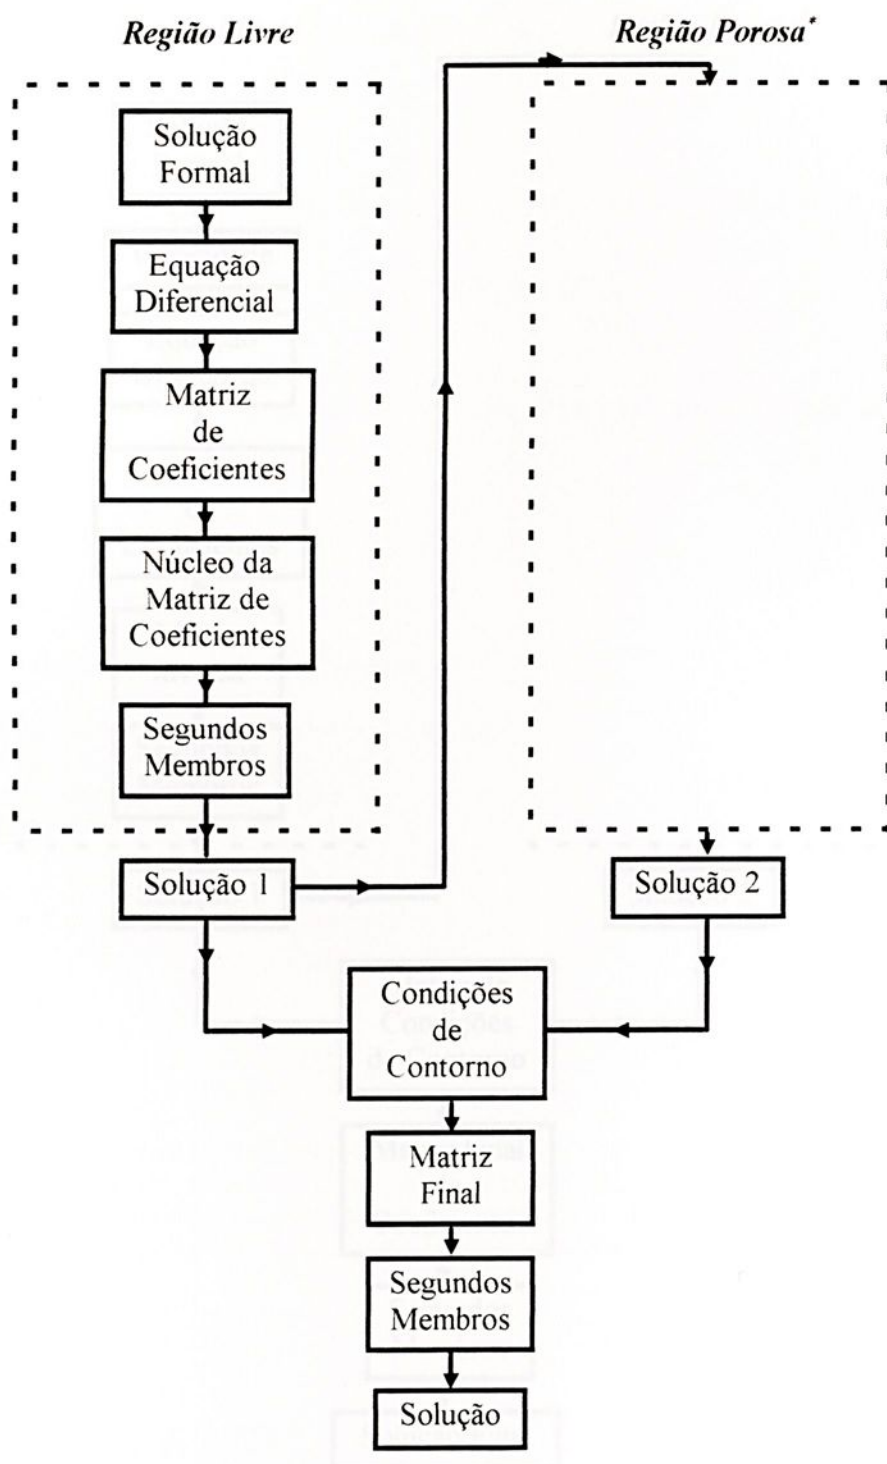 Região Livre
Região Porosa*
Solução
Formal
Equação
Diferencial
Matriz
de
Coeficientes
Núcleo da
Matriz de
Coeficientes
Segundos
Membros
Solução 1
Solução 2
Condições
de
Contorno
Matriz
Final
Segundos
Membros
Solução